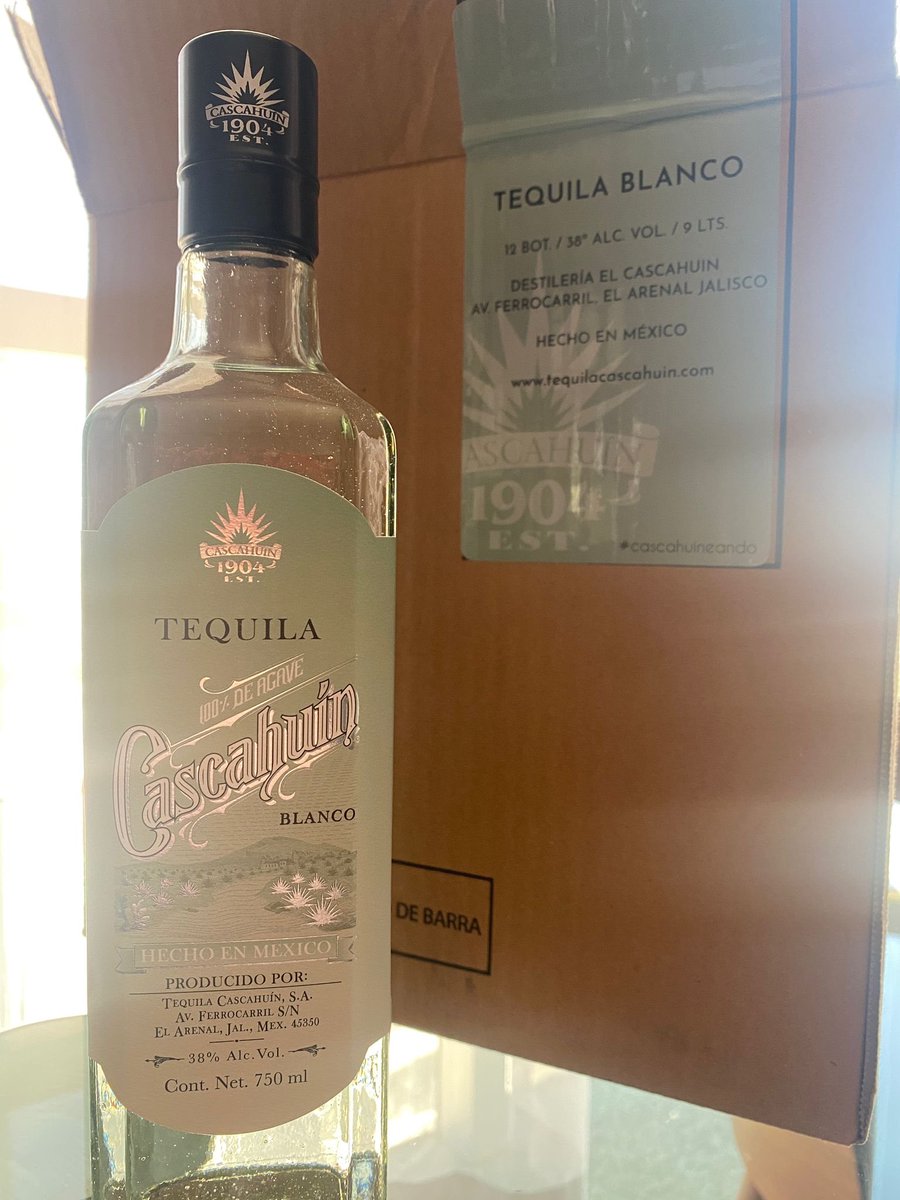 CASCAHUIN
1904
EST.
CASCAHUIN
1904
EST.
TEQUILA
100% DE AGAVE
Cascahuín
BLANCO
HECHO EN MEXICO
PRODUCIDO POR:
TEQUILA CASCAHUÍN, S.A.
AV. FERROCARRIL S/N
EL ARENAL, JAL., MEX. 45350
38% Alc.Vol.
Cont. Net. 750 ml
TEQUILA BLANCO
12 BOT. / 38° ALC. VOL. / 9 LTS.
DESTILERÍA EL CASCAHUIN
AV. FERROCARRIL, EL ARENAL JALISCO
HECHO EN MÉXICO
www.tequilacascahuin.com
CASCAHUIN
1904
EST.
#cascahuineando
DE BARRA